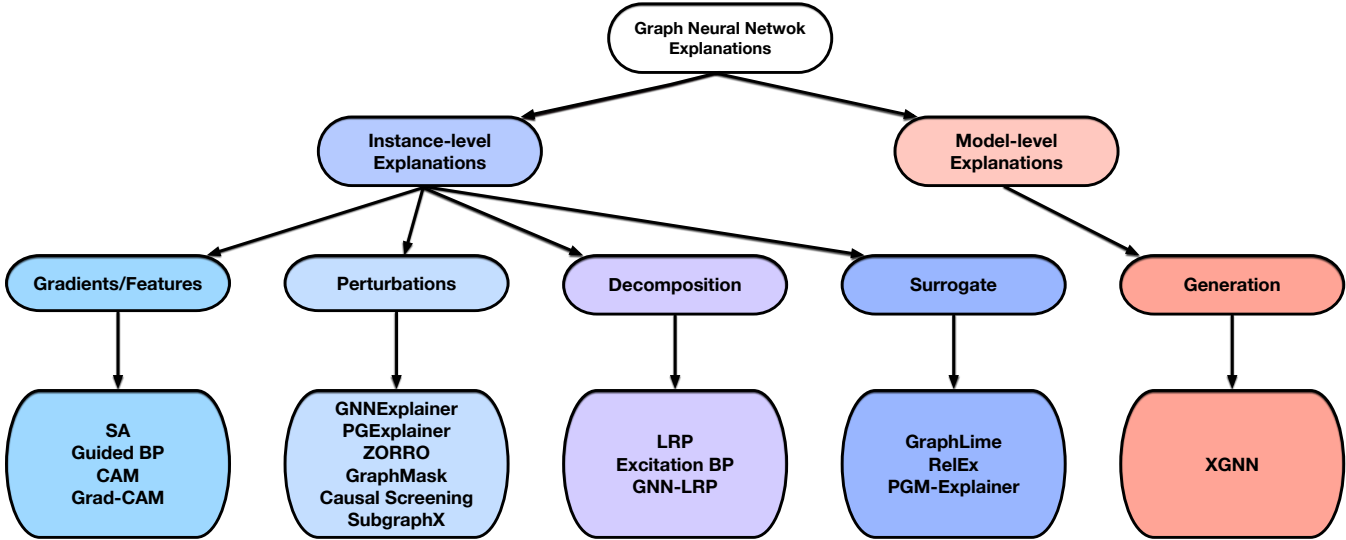 Graph Neural Netwok
Explanations
Instance-level
Explanations
Model-level
Explanations
Gradients/Features
Perturbations
Decomposition
Surrogate
Generation
SA
Guided BP
CAM
Grad-CAM
GNNExplainer
PGExplainer
ZORRO
GraphMask
Causal Screening
SubgraphX
LRP
Excitation BP
GNN-LRP
GraphLime
RelEx
PGM-Explainer
XGNN